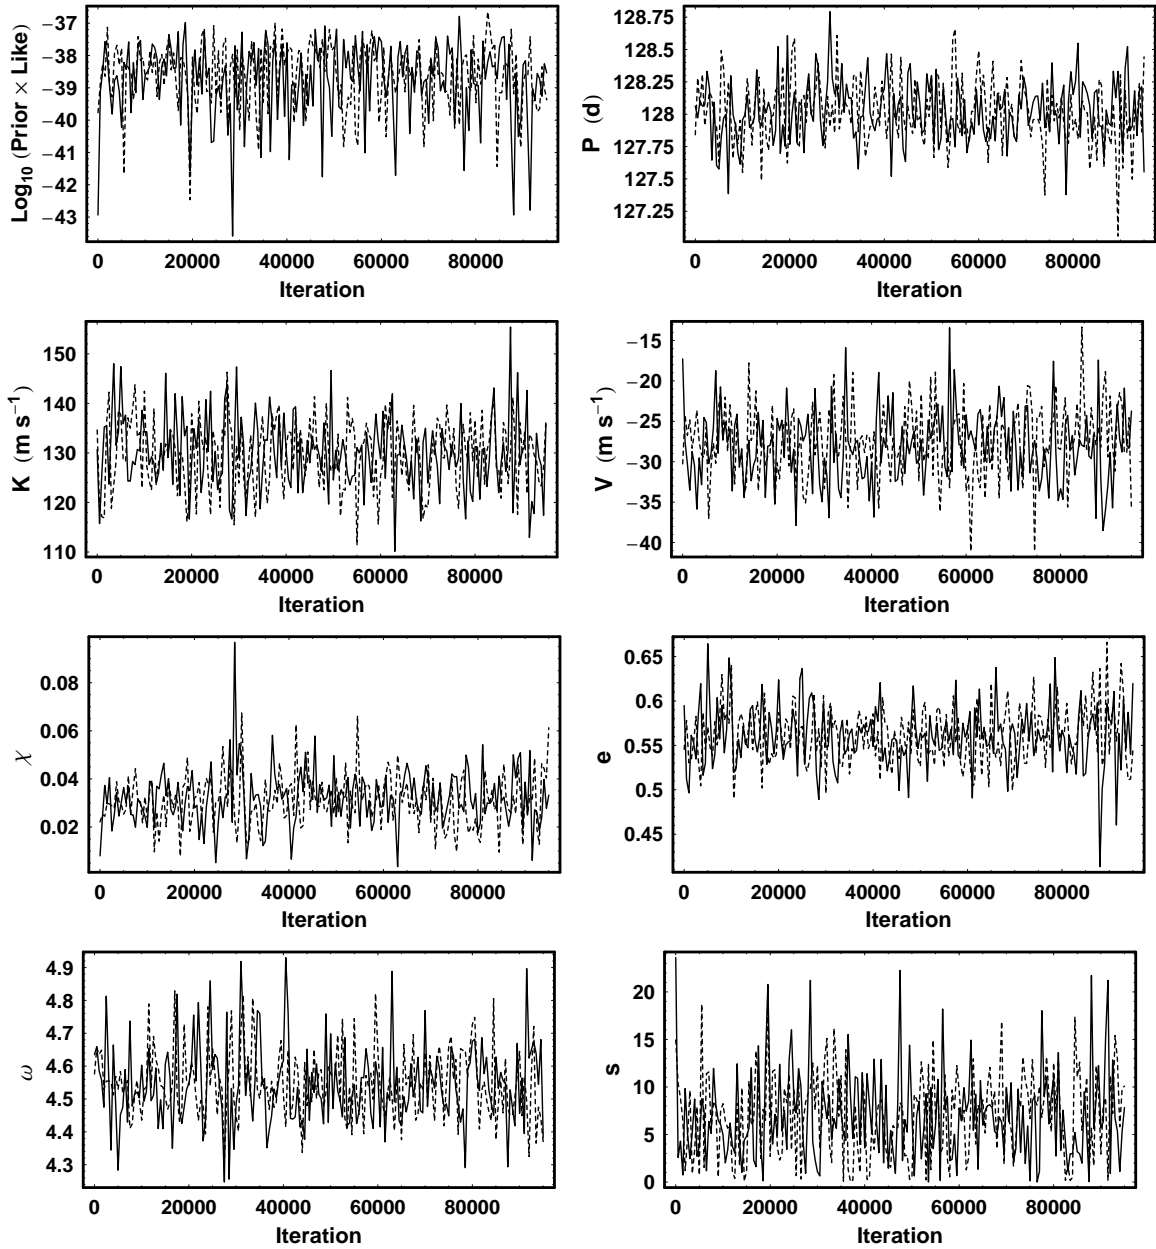 Log₁₀ (Prior × Like)
−37
−38
−39
−40
−41
−42
−43
0 20000 40000 60000 80000
Iteration
P (d)
128.75
128.5
128.25
128
127.75
127.5
127.25
0 20000 40000 60000 80000
Iteration
K (m s⁻¹)
150
140
130
120
110
0 20000 40000 60000 80000
Iteration
V (m s⁻¹)
−15
−20
−25
−30
−35
−40
0 20000 40000 60000 80000
Iteration
χ
0.08
0.06
0.04
0.02
0 20000 40000 60000 80000
Iteration
e
0.65
0.6
0.55
0.5
0.45
0 20000 40000 60000 80000
Iteration
ω
4.9
4.8
4.7
4.6
4.5
4.4
4.3
0 20000 40000 60000 80000
Iteration
s
20
15
10
5
0
0 20000 40000 60000 80000
Iteration